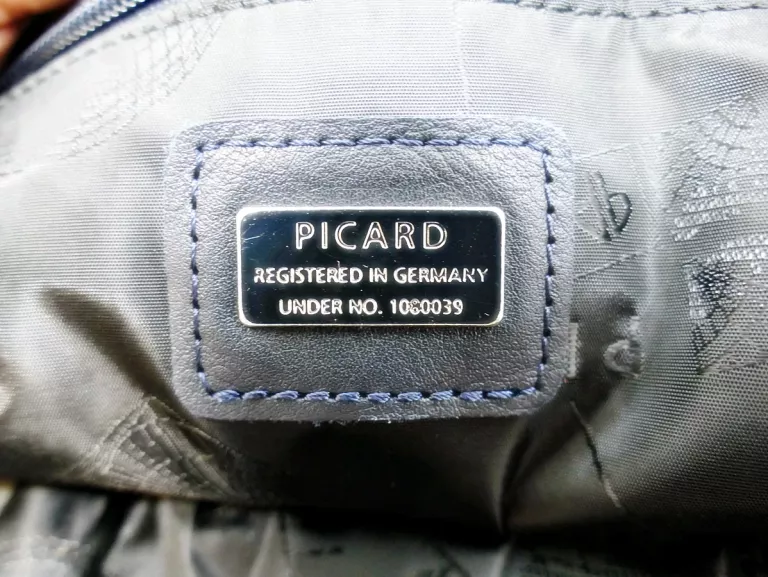 PICARD
REGISTERED IN GERMANY
UNDER NO. 1080039